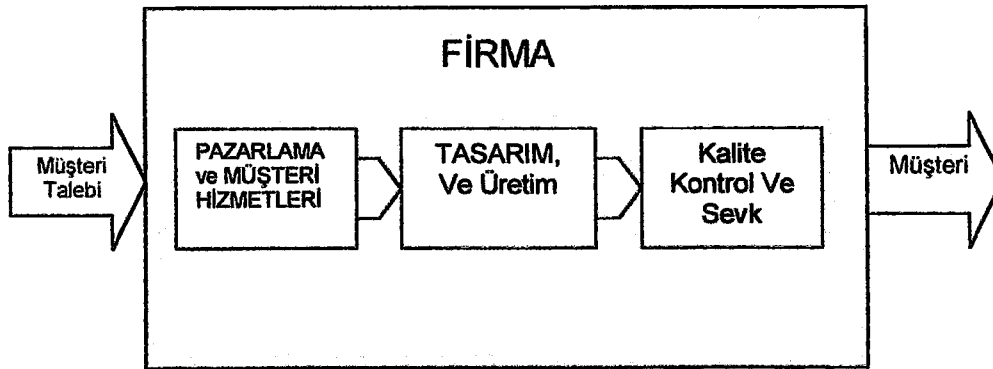 FİRMA
Müşteri
Talebi
PAZARLAMA
ve MÜŞTERİ
HİZMETLERİ
TASARIM,
Ve Üretim
Kalite
Kontrol Ve
Sevk
Müşteri